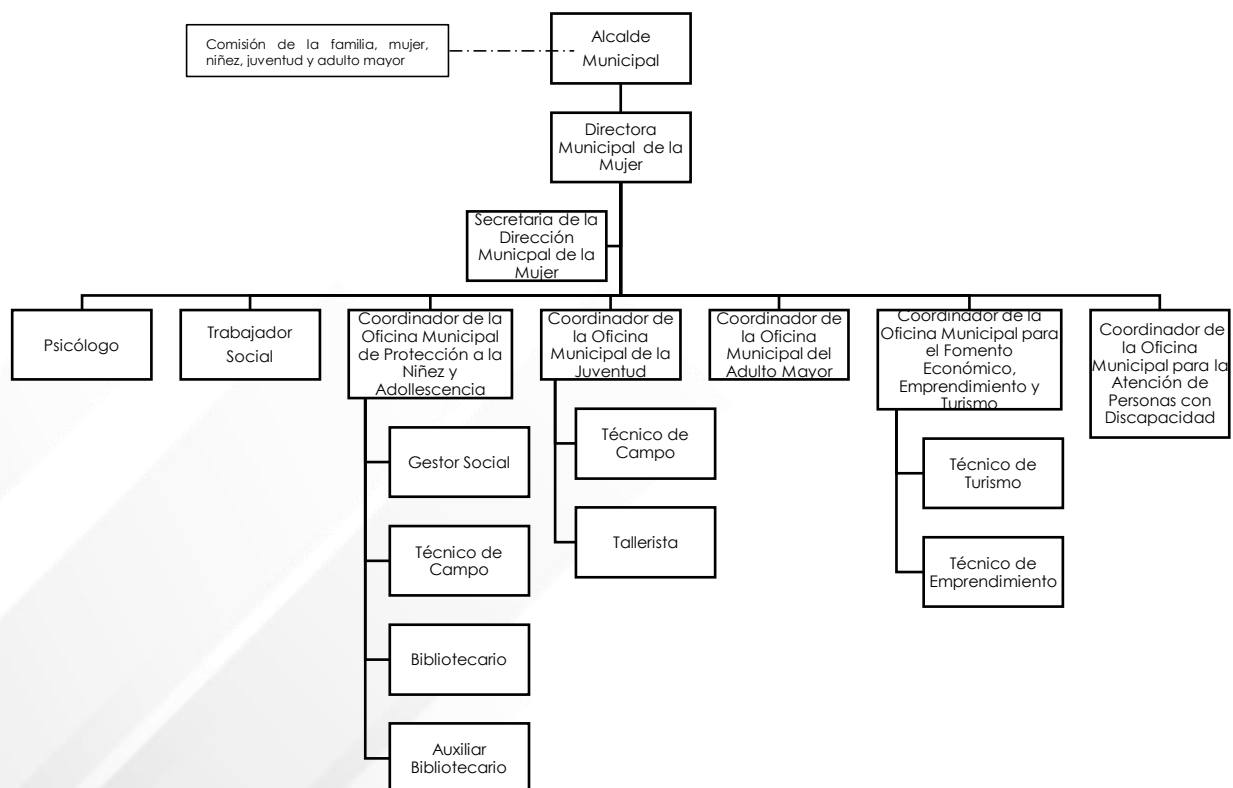 Comisión de la familia, mujer,
niñez, juventud y adulto mayor
Alcalde
Municipal
Directora
Municipal de la
Mujer
Secretaria de la
Dirección
Municpal de la
Mujer
Psicólogo
Trabajador
Social
Coordinador de la
Oficina Municipal
de Protección a la
Niñez y
Adollescencia
Coordinador de
la Oficina
Municipal de la
Juventud
Coordinador de
la Oficina
Municipal del
Adulto Mayor
Coordinador de la
Oficina Municipal para
el Fomento
Económico,
Emprendimiento y
Turismo
Coordinador de
la Oficina
Municipal para la
Atención de
Personas con
Discapacidad
Gestor Social
Técnico de
Campo
Bibliotecario
Auxiliar
Bibliotecario
Técnico de
Campo
Tallerista
Técnico de
Turismo
Técnico de
Emprendimiento